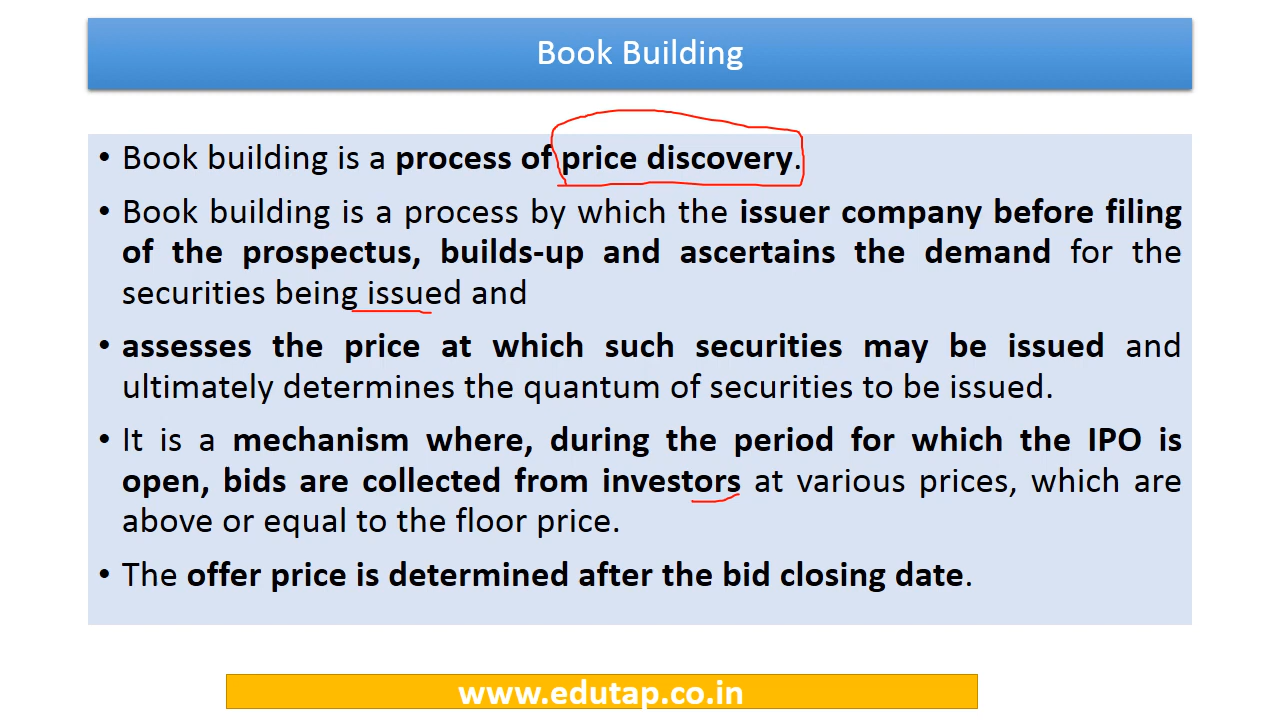 Book Building
• Book building is a process of price discovery.
• Book building is a process by which the issuer company before filing
of the prospectus, builds-up and ascertains the demand for the
securities being issued and
• assesses the price at which such securities may be issued and
ultimately determines the quantum of securities to be issued.
• It is a mechanism where, during the period for which the IPO is
open, bids are collected from investors at various prices, which are
above or equal to the floor price.
• The offer price is determined after the bid closing date.
www.edutap.co.in